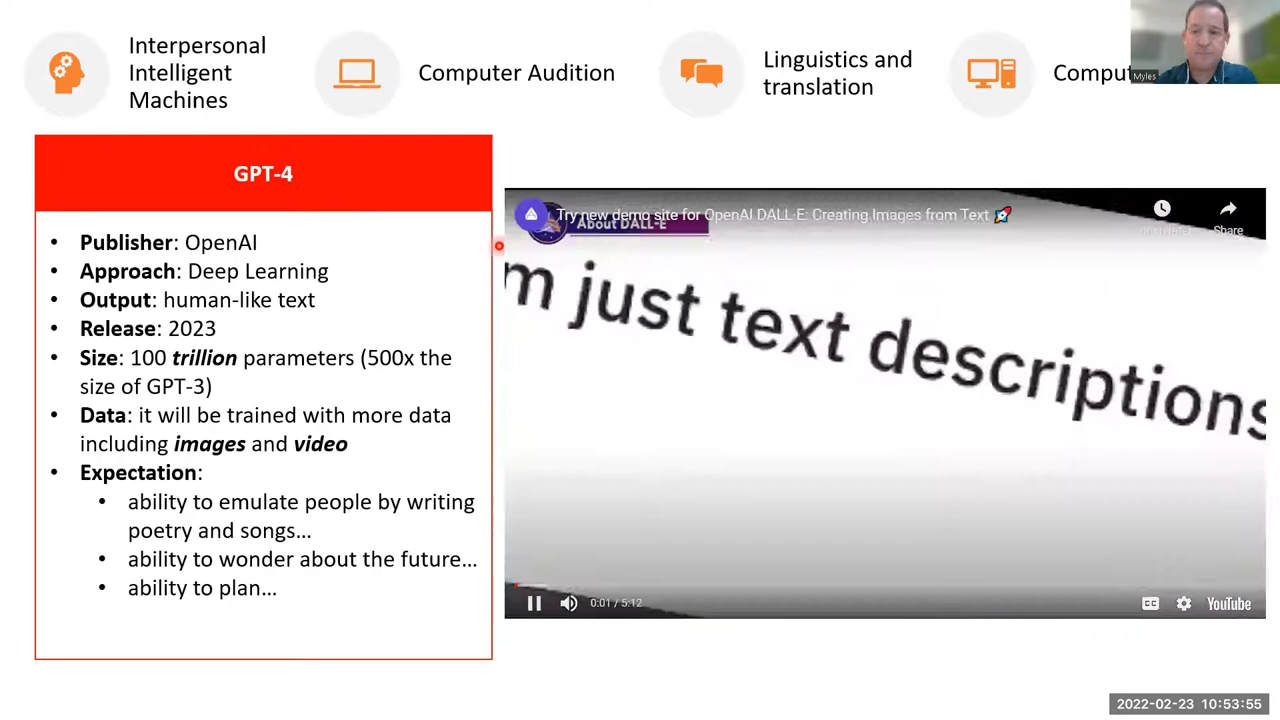 Interpersonal
Intelligent
Machines
Computer Audition
Linguistics and
translation
Comput
Myles
GPT-4
• Publisher: OpenAI
• Approach: Deep Learning
• Output: human-like text
• Release: 2023
• Size: 100 trillion parameters (500x the
size of GPT-3)
• Data: it will be trained with more data
including images and video
• Expectation:
• ability to emulate people by writing
poetry and songs…
• ability to wonder about the future…
• ability to plan…
Try new demo site for OpenAI DALL-E: Creating Images from Text 🚀
About DALL-E
Share
m just text descriptions
0:01 / 5:12
CC
YouTube
2022-02-23 10:53:55